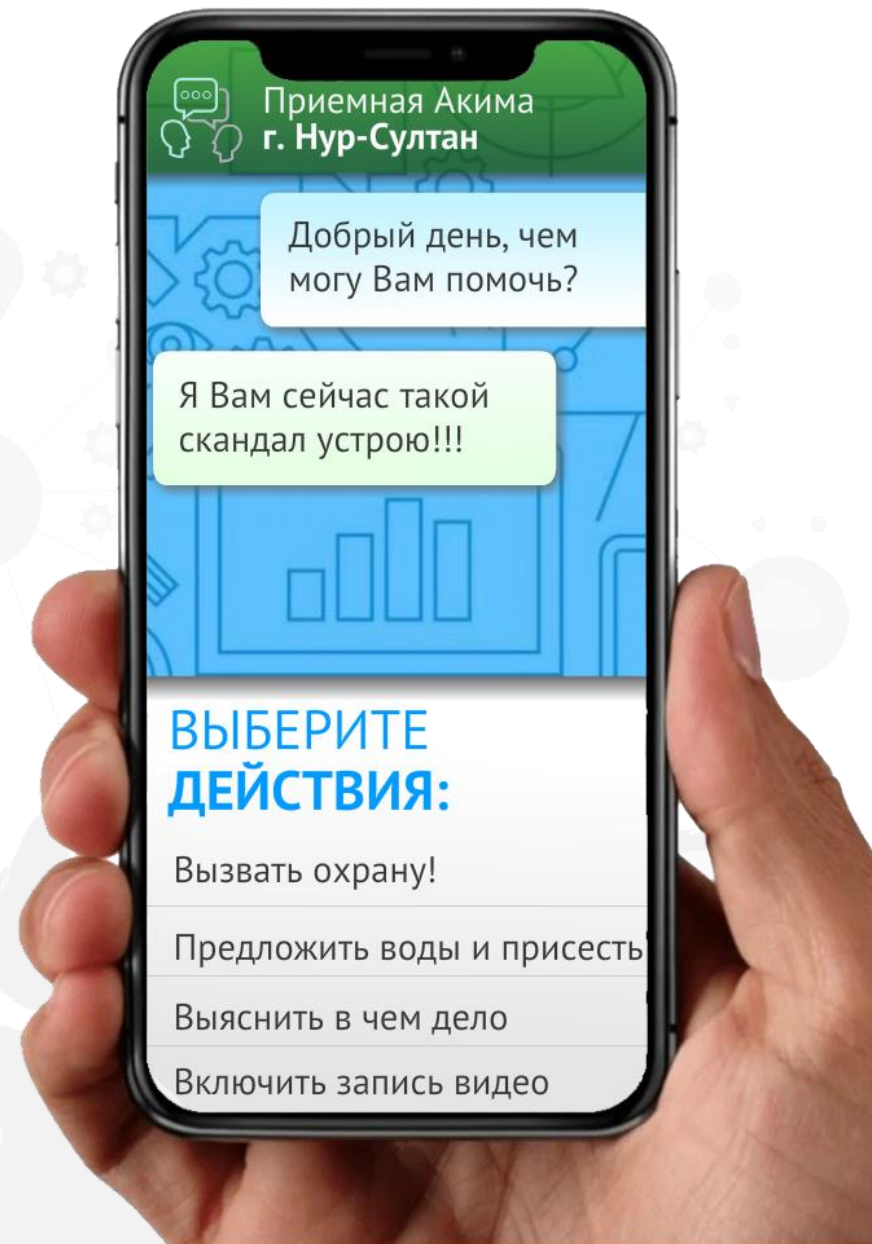 Приемная Акима
г. Нур-Султан
Добрый день, чем
могу Вам помочь?
Я Вам сейчас такой
скандал устрою!!!
ВЫБЕРИТЕ
ДЕЙСТВИЯ:
Вызвать охрану!
Предложить воды и присесть
Выяснить в чем дело
Включить запись видео